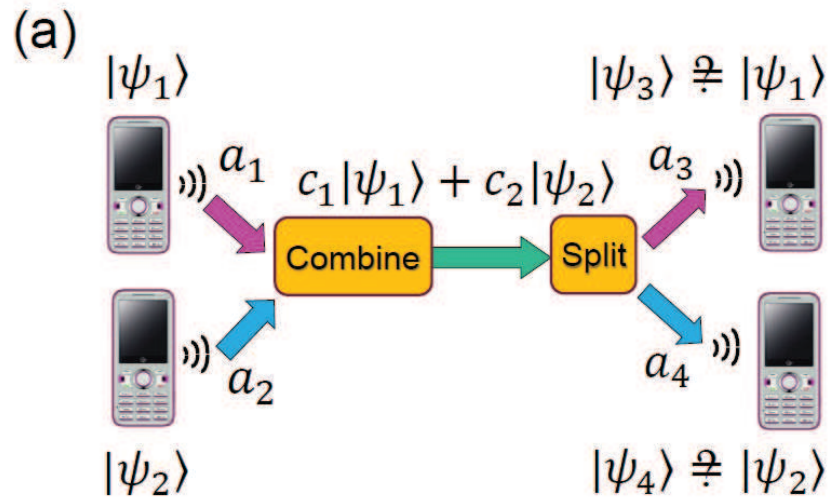 (a)
|ψ₁⟩
|ψ₃⟩ ≟ |ψ₁⟩
a₁
c₁|ψ₁⟩ + c₂|ψ₂⟩
a₃
Combine
Split
a₂
a₄
|ψ₂⟩
|ψ₄⟩ ≟ |ψ₂⟩